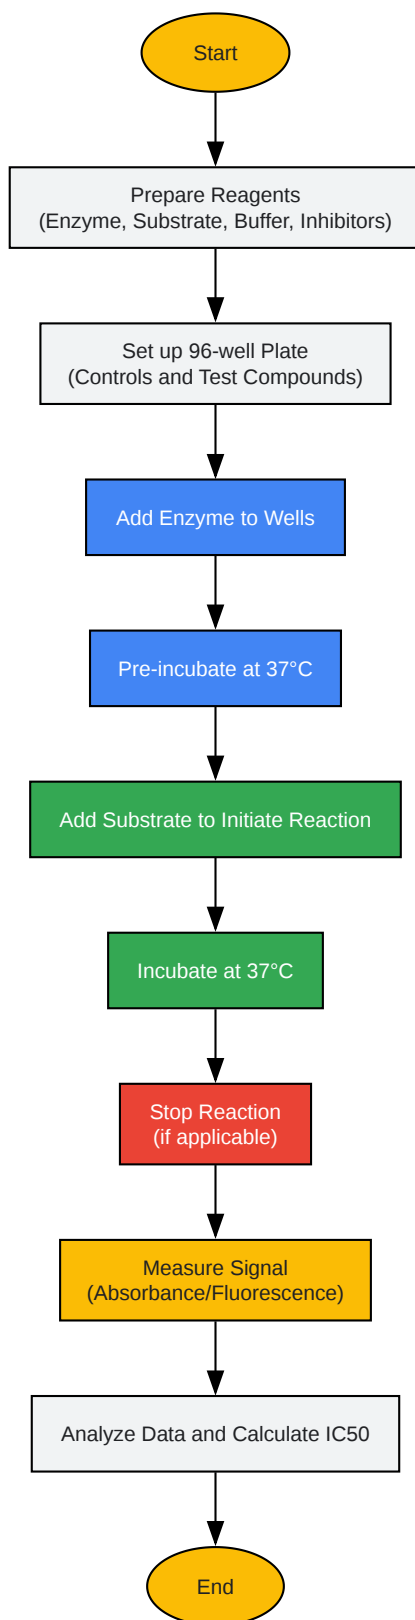 Start
Prepare Reagents
(Enzyme, Substrate, Buffer, Inhibitors)
Set up 96-well Plate
(Controls and Test Compounds)
Add Enzyme to Wells
Pre-incubate at 37°C
Add Substrate to Initiate Reaction
Incubate at 37°C
Stop Reaction
(if applicable)
Measure Signal
(Absorbance/Fluorescence)
Analyze Data and Calculate IC50
End